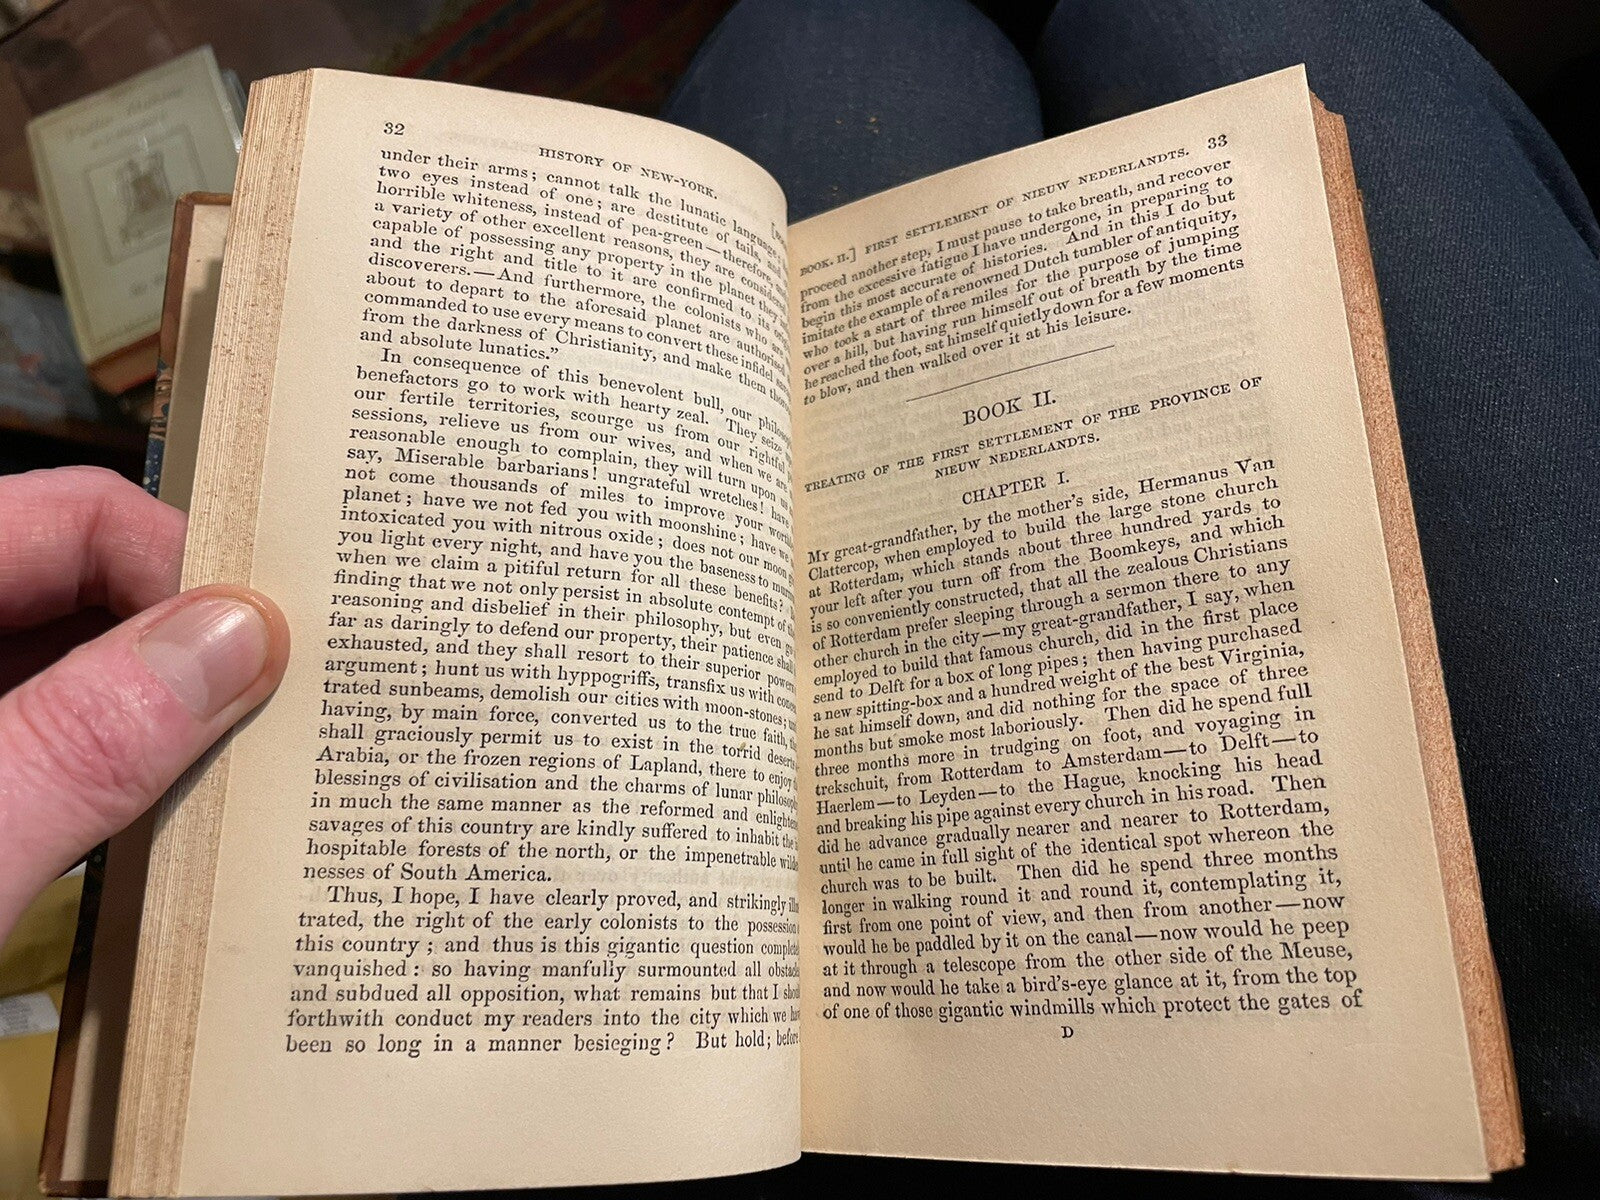 32
HISTORY OF NEW-YORK.
under their arms; cannot talk the lunatic language;
two eyes instead of one; are destitute of tails, and
horrible whiteness, instead of pea-green—therefore, and
a variety of other excellent reasons, they are considered
capable of possessing any property in the planet they
and the right and title to it are confirmed to its
discoverers.—And furthermore, the colonists who are
about to depart to the aforesaid planet are authorised
commanded to use every means to convert these infidel
from the darkness of Christianity, and make them
and absolute lunatics."
In consequence of this benevolent bull, our
benefactors go to work with hearty zeal. They seize
our fertile territories, scourge us from our rightful
sessions, relieve us from our wives, and when we are
reasonable enough to complain, they will turn upon us
say, Miserable barbarians! ungrateful wretches! have
not come thousands of miles to improve your
planet; have we not fed you with moonshine; have
intoxicated you with nitrous oxide; does not our moon
you light every night, and have you the baseness to
when we claim a pitiful return for all these benefits?
finding that we not only persist in absolute contempt of
reasoning and disbelief in their philosophy, but even
far as daringly to defend our property, their patience
exhausted, and they shall resort to their superior
argument; hunt us with hyppogriffs, transfix us with
trated sunbeams, demolish our cities with moon-stones;
having, by main force, converted us to the true faith,
shall graciously permit us to exist in the torrid deserts
Arabia, or the frozen regions of Lapland, there to enjoy
blessings of civilisation and the charms of lunar
in much the same manner as the reformed and
savages of this country are kindly suffered to inhabit the
hospitable forests of the north, or the impenetrable
nesses of South America.
Thus, I hope, I have clearly proved, and strikingly
trated, the right of the early colonists to the possession
this country; and thus is this gigantic question
vanquished: so having manfully surmounted all
and subdued all opposition, what remains but that I
forthwith conduct my readers into the city which we
been so long in a manner besieging? But hold; before
BOOK. II.] FIRST SETTLEMENT OF NIEUW NEDERLANDTS. 33
proceed another step, I must pause to take breath, and recover
from the excessive fatigue I have undergone, in preparing to
begin this most accurate of histories. And in this I do but
imitate the example of a renowned Dutch tumbler of antiquity,
who took a start of three miles for the purpose of jumping
over a hill, but having run himself out of breath by the time
he reached the foot, sat himself quietly down for a few moments
to blow, and then walked over it at his leisure.
BOOK II.
TREATING OF THE FIRST SETTLEMENT OF THE PROVINCE OF
NIEUW NEDERLANDTS.
CHAPTER I.
My great-grandfather, by the mother's side, Hermanus Van
Clattercop, when employed to build the large stone church
at Rotterdam, which stands about three hundred yards to
your left after you turn off from the Boomkeys, and which
is so conveniently constructed, that all the zealous Christians
of Rotterdam prefer sleeping through a sermon there to any
other church in the city—my great-grandfather, I say, when
employed to build that famous church, did in the first place
send to Delft for a box of long pipes; then having purchased
a new spitting-box and a hundred weight of the best Virginia,
he sat himself down, and did nothing for the space of three
months but smoke most laboriously. Then did he spend full
three months more in trudging on foot, and voyaging in
trekschuit, from Rotterdam to Amsterdam—to Delft—to
Haerlem—to Leyden—to the Hague, knocking his head
and breaking his pipe against every church in his road. Then
did he advance gradually nearer and nearer to Rotterdam,
until he came in full sight of the identical spot whereon the
church was to be built. Then did he spend three months
longer in walking round it and round it, contemplating it,
first from one point of view, and then from another—now
would he be paddled by it on the canal—now would he peep
at it through a telescope from the other side of the Meuse,
and now would he take a bird's-eye glance at it, from the top
of one of those gigantic windmills which protect the gates of
D